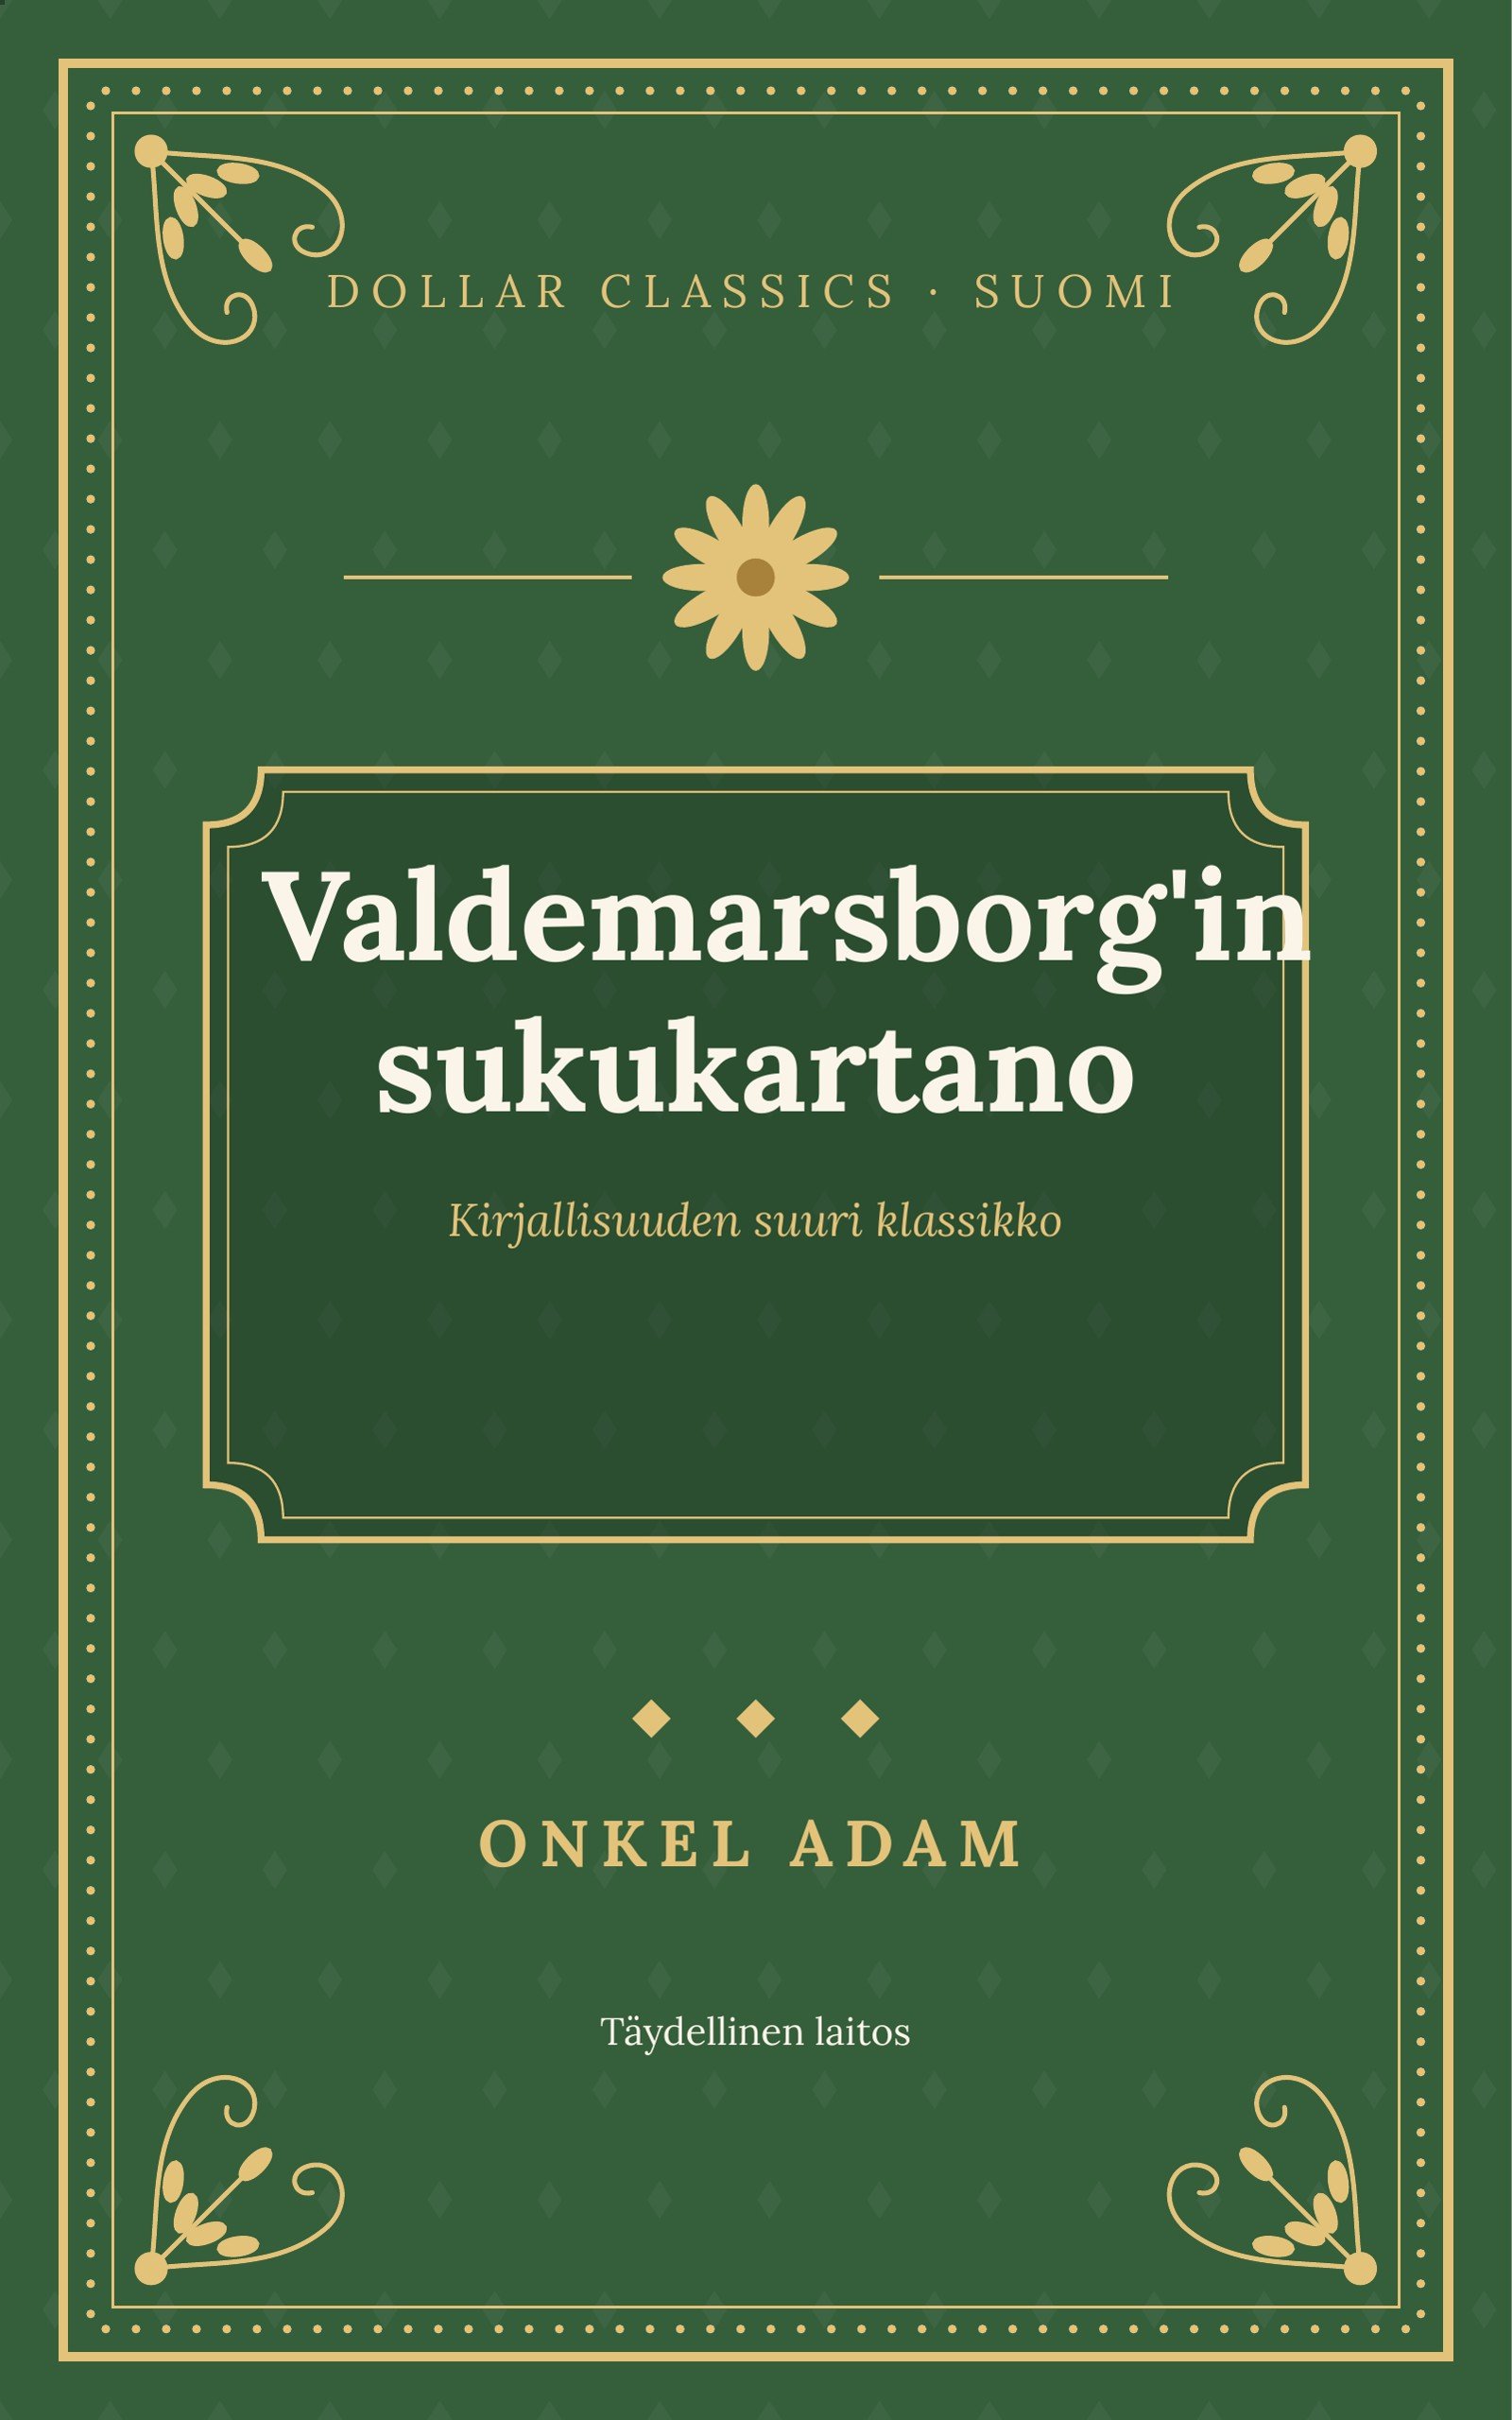 DOLLAR CLASSICS · SUOMI
Valdemarsborg'in
sukukartano
Kirjallisuuden suuri klassikko
ONKEL ADAM
Täydellinen laitos